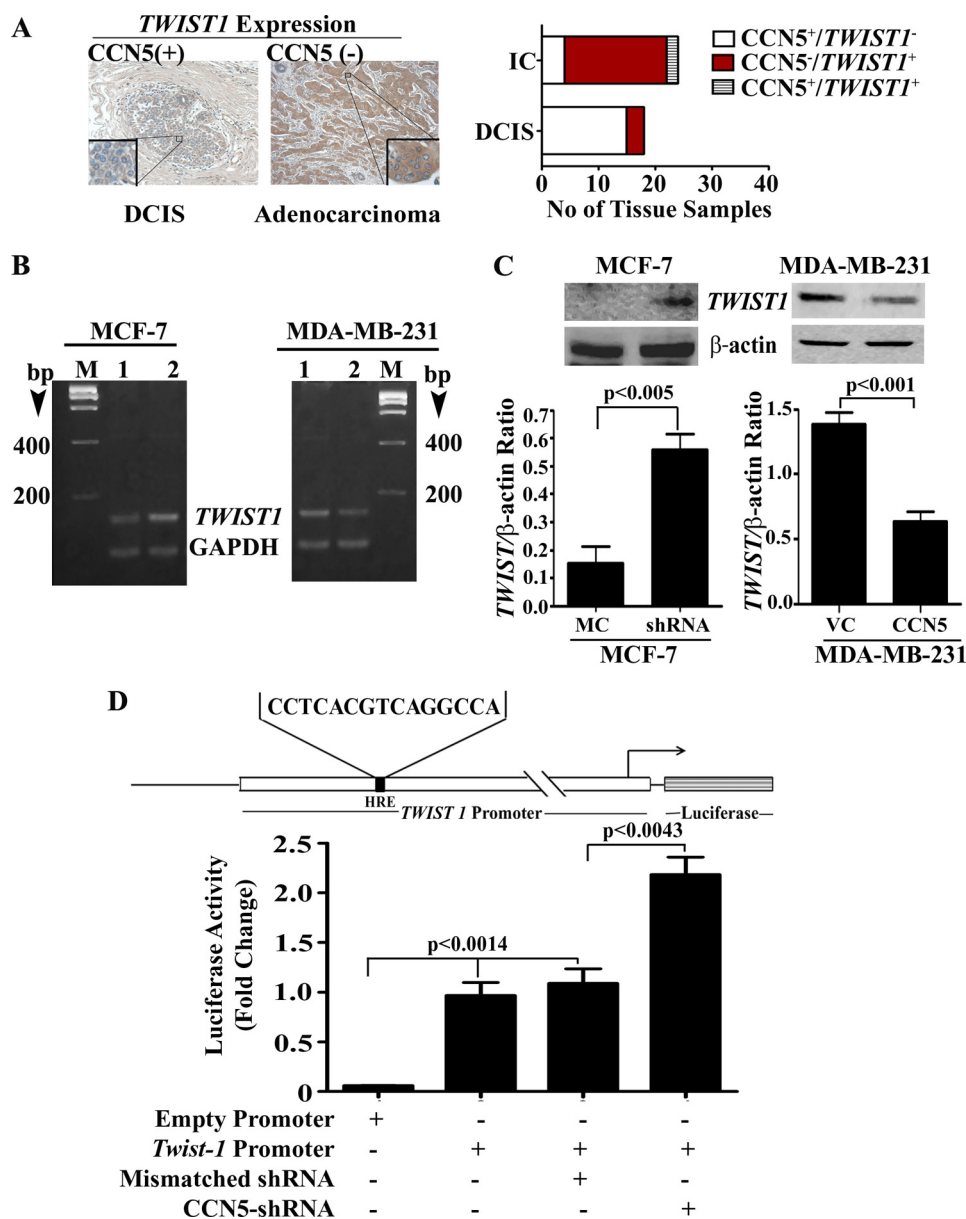 A
TWIST1 Expression
CCN5(+) CCN5 (-)
DCIS Adenocarcinoma
CCN5⁺/TWIST1⁻
CCN5⁻/TWIST1⁺
CCN5⁺/TWIST1⁺
IC
DCIS
0 10 20 30 40
No of Tissue Samples
B
MCF-7
bp M 1 2
400
200
MDA-MB-231
1 2 M bp
400
200
TWIST1
GAPDH
C
MCF-7 MDA-MB-231
TWIST1
β-actin
p<0.005
TWIST/β-actin Ratio
0.7
0.6
0.5
0.4
0.3
0.2
0.1
0.0
MC shRNA
MCF-7
p<0.001
TWIST/β-actin Ratio
1.5
1.0
0.5
0.0
VC CCN5
MDA-MB-231
D
CCTCACGTCAGGCCA
HRE
TWIST 1 Promoter Luciferase
p<0.0043
p<0.0014
Luciferase Activity
(Fold Change)
2.5
2.0
1.5
1.0
0.5
0
Empty Promoter + - - -
Twist-1 Promoter - + + +
Mismatched shRNA - - + -
CCN5-shRNA - - - +